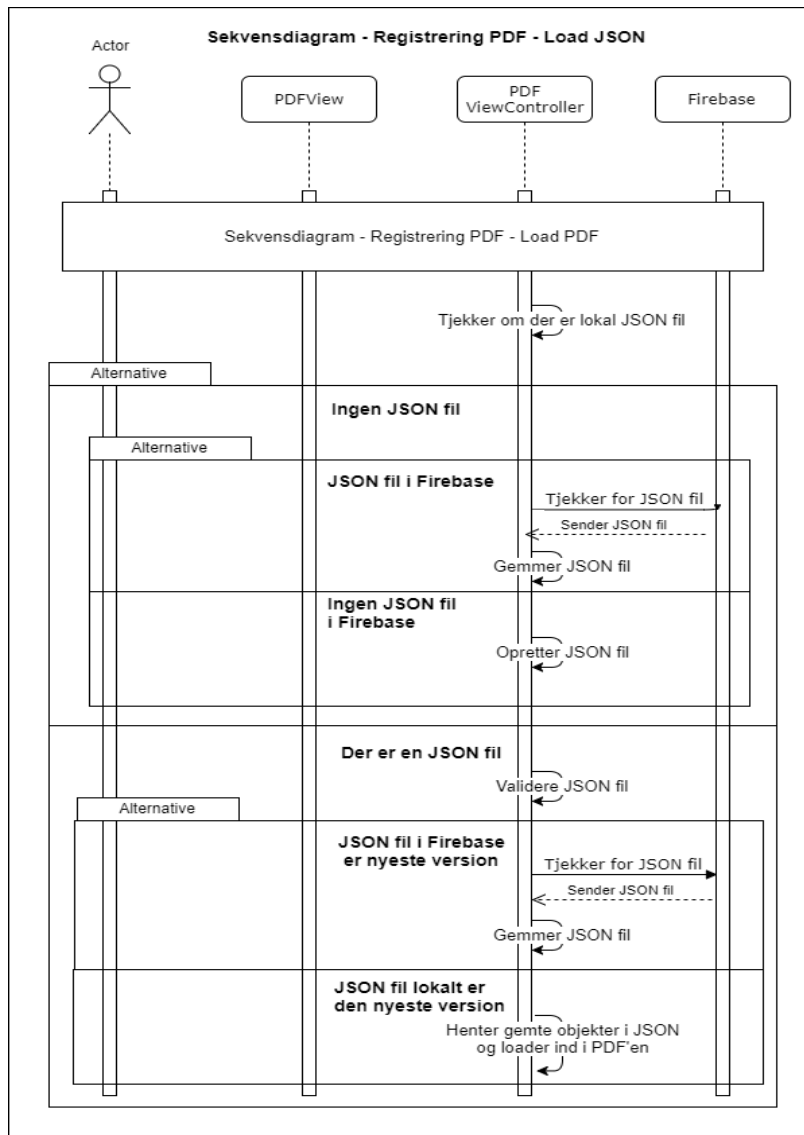 Sekvensdiagram - Registrering PDF - Load JSON
Actor
PDFView
PDF
ViewController
Firebase
Sekvensdiagram - Registrering PDF - Load PDF
Tjekker om der er lokal JSON fil
Alternative
Ingen JSON fil
Alternative
JSON fil i Firebase
Tjekker for JSON fil
Sender JSON fil
Gemmer JSON fil
Ingen JSON fil
i Firebase
Opretter JSON fil
Der er en JSON fil
Validere JSON fil
Alternative
JSON fil i Firebase
er nyeste version
Tjekker for JSON fil
Sender JSON fil
Gemmer JSON fil
JSON fil lokalt er
den nyeste version
Henter gemte objekter i JSON
og loader ind i PDF'en